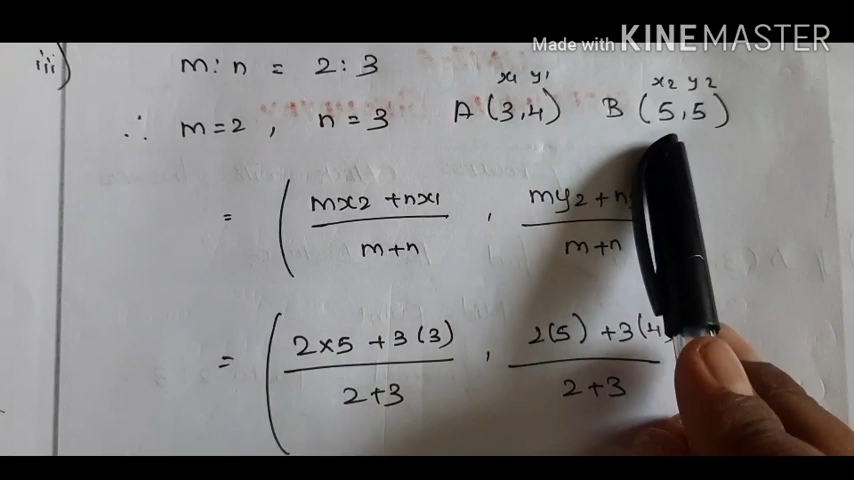 Made with KINEMASTER
iii) m:n = 2:3
x1 y1 x2 y2
∴ m=2, n=3 A(3,4) B(5,5)
= ( mx2 + nx1 , my2 + n
m+n m+n
= ( 2×5 + 3(3) , 2(5) + 3(4
2+3 2+3